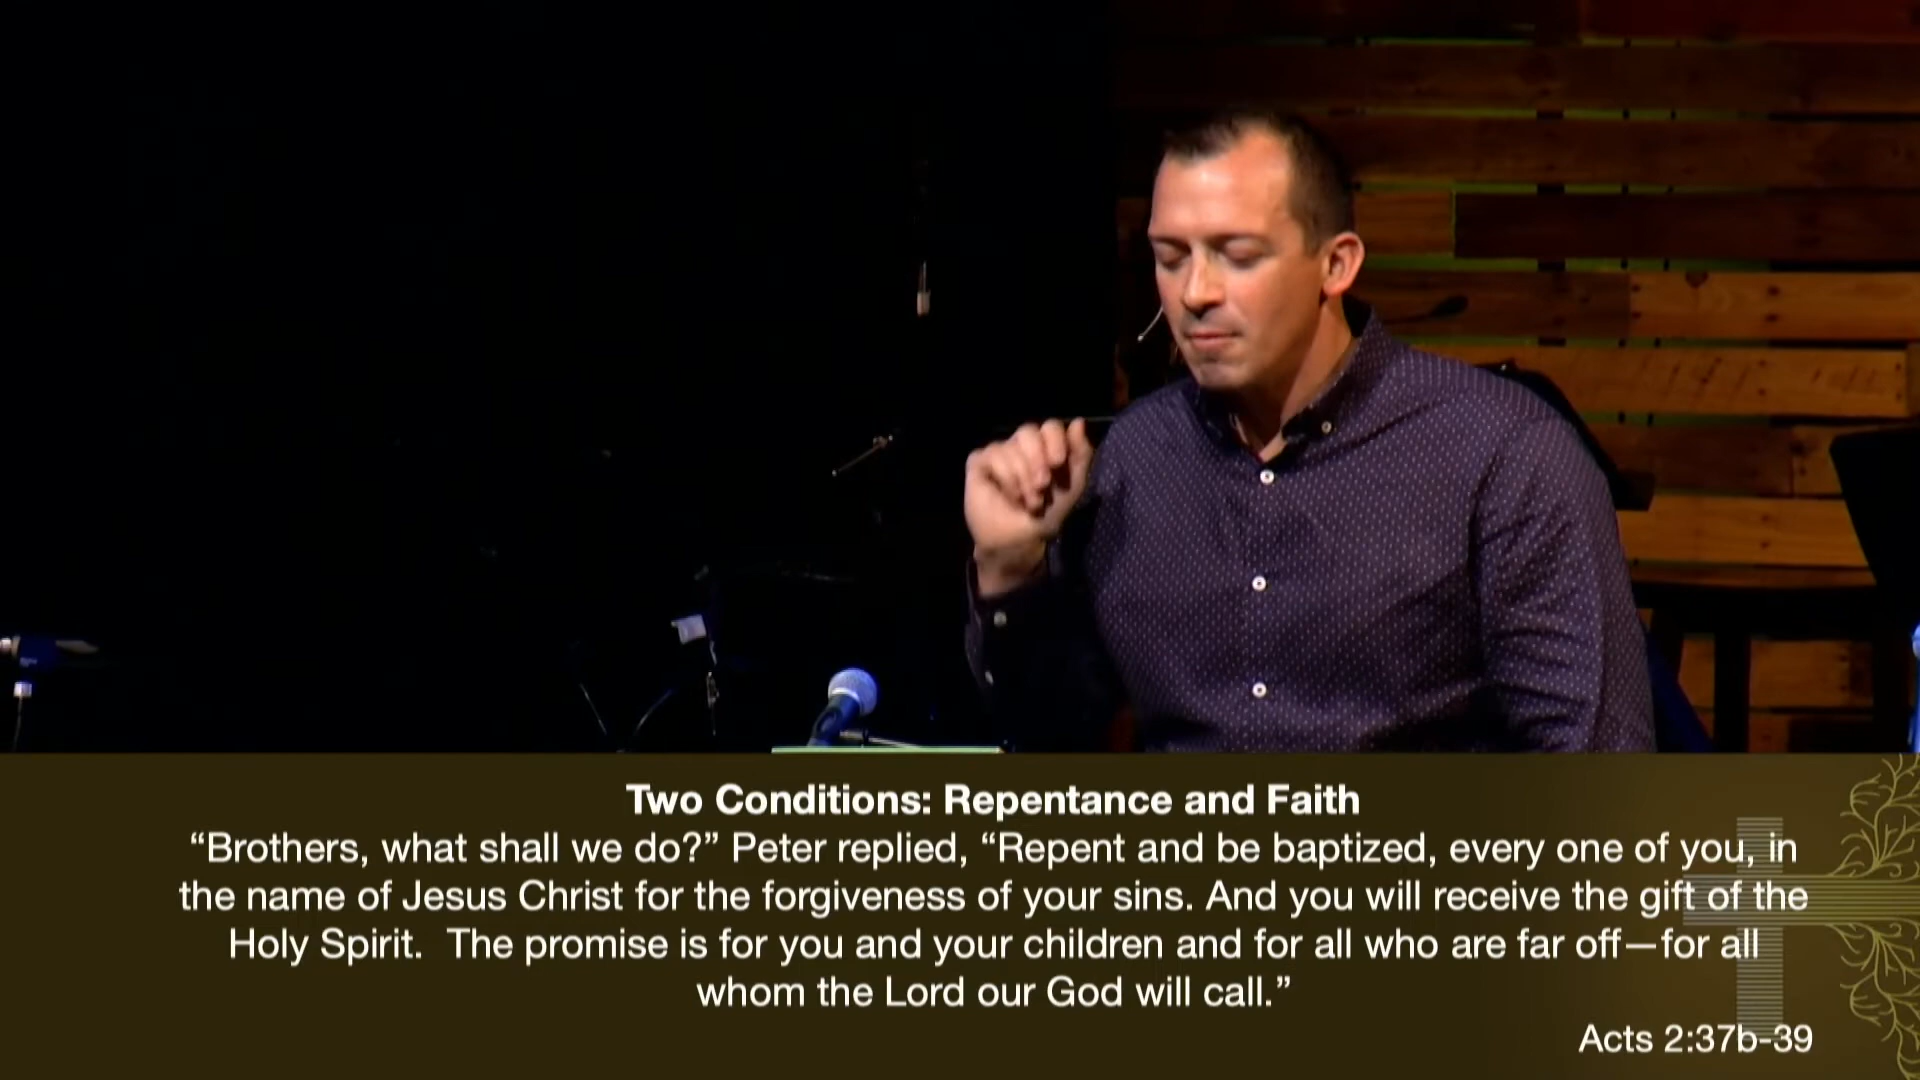 Two Conditions: Repentance and Faith
“Brothers, what shall we do?” Peter replied, “Repent and be baptized, every one of you, in
the name of Jesus Christ for the forgiveness of your sins. And you will receive the gift of the
Holy Spirit.  The promise is for you and your children and for all who are far off—for all
whom the Lord our God will call.”
Acts 2:37b-39